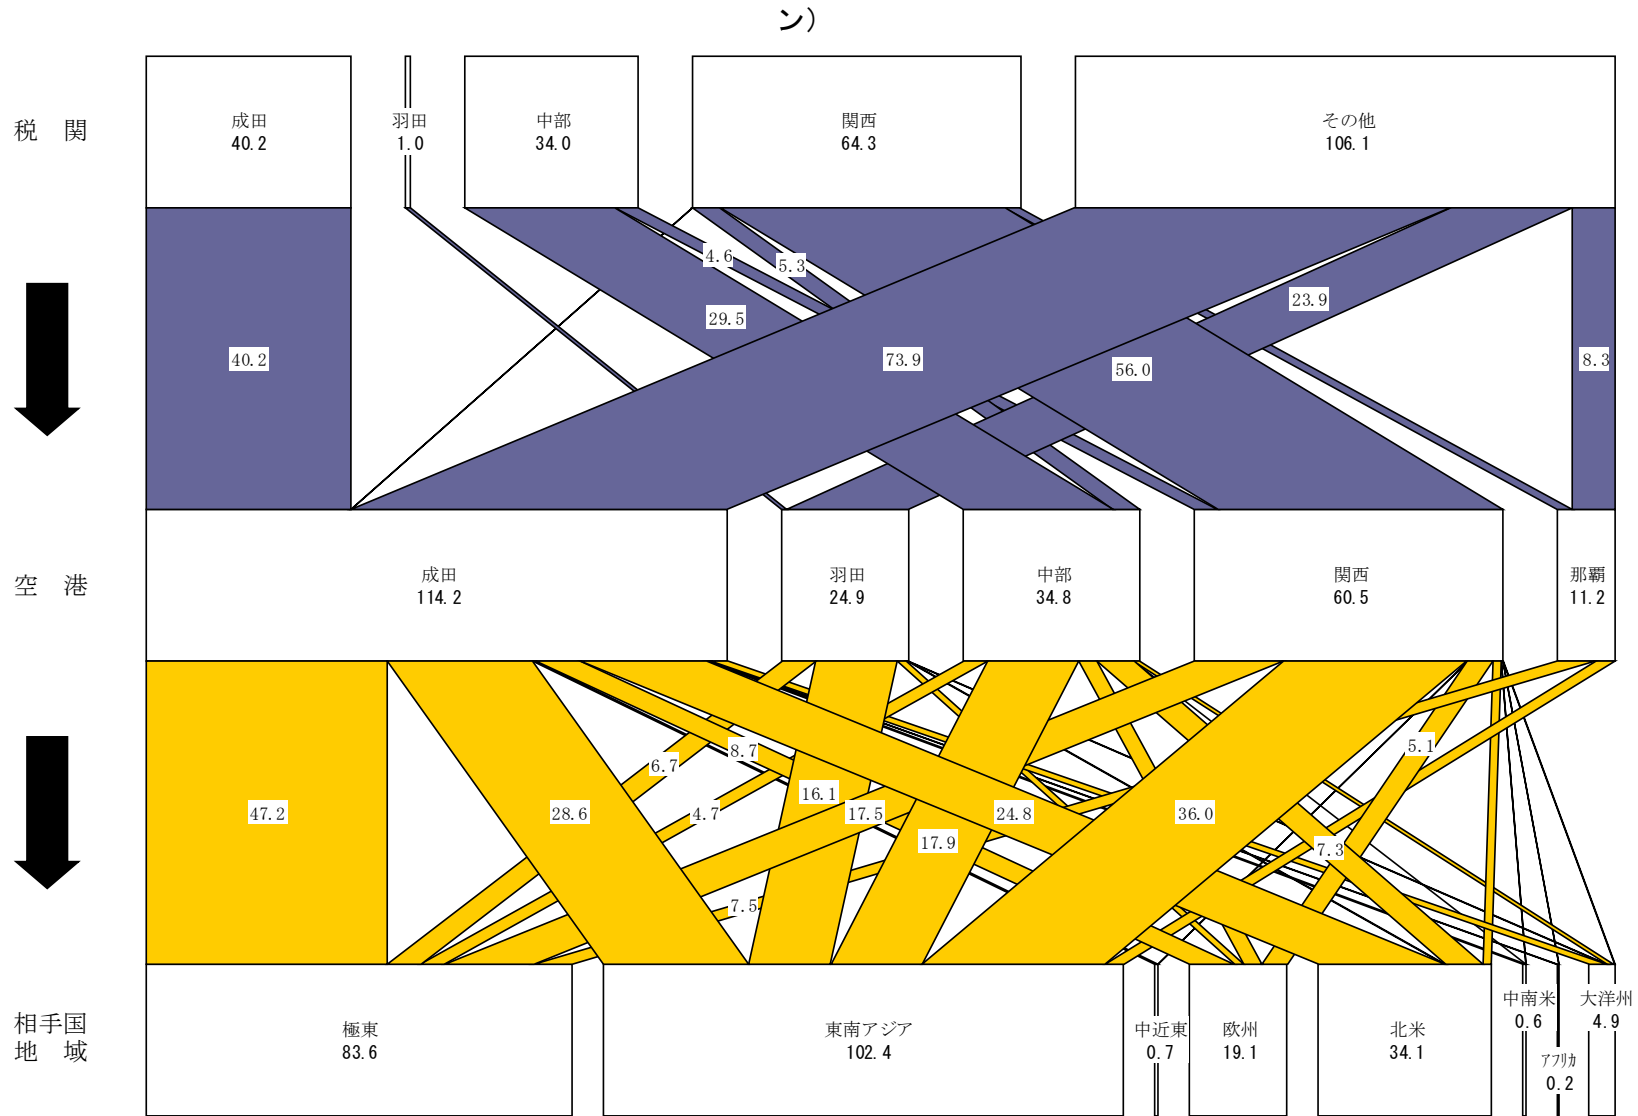 ン）
税　関
成田
40.2
羽田
1.0
中部
34.0
関西
64.3
その他
106.1
4.6
5.3
29.5
23.9
40.2
73.9
56.0
8.3
空　港
成田
114.2
羽田
24.9
中部
34.8
関西
60.5
那覇
11.2
6.7
8.7
5.1
47.2
28.6
4.7
16.1
17.5
24.8
36.0
17.9
7.3
7.5
相手国
地　域
極東
83.6
東南アジア
102.4
中近東
0.7
欧州
19.1
北米
34.1
中南米
0.6
ｱﾌﾘｶ
0.2
大洋州
4.9